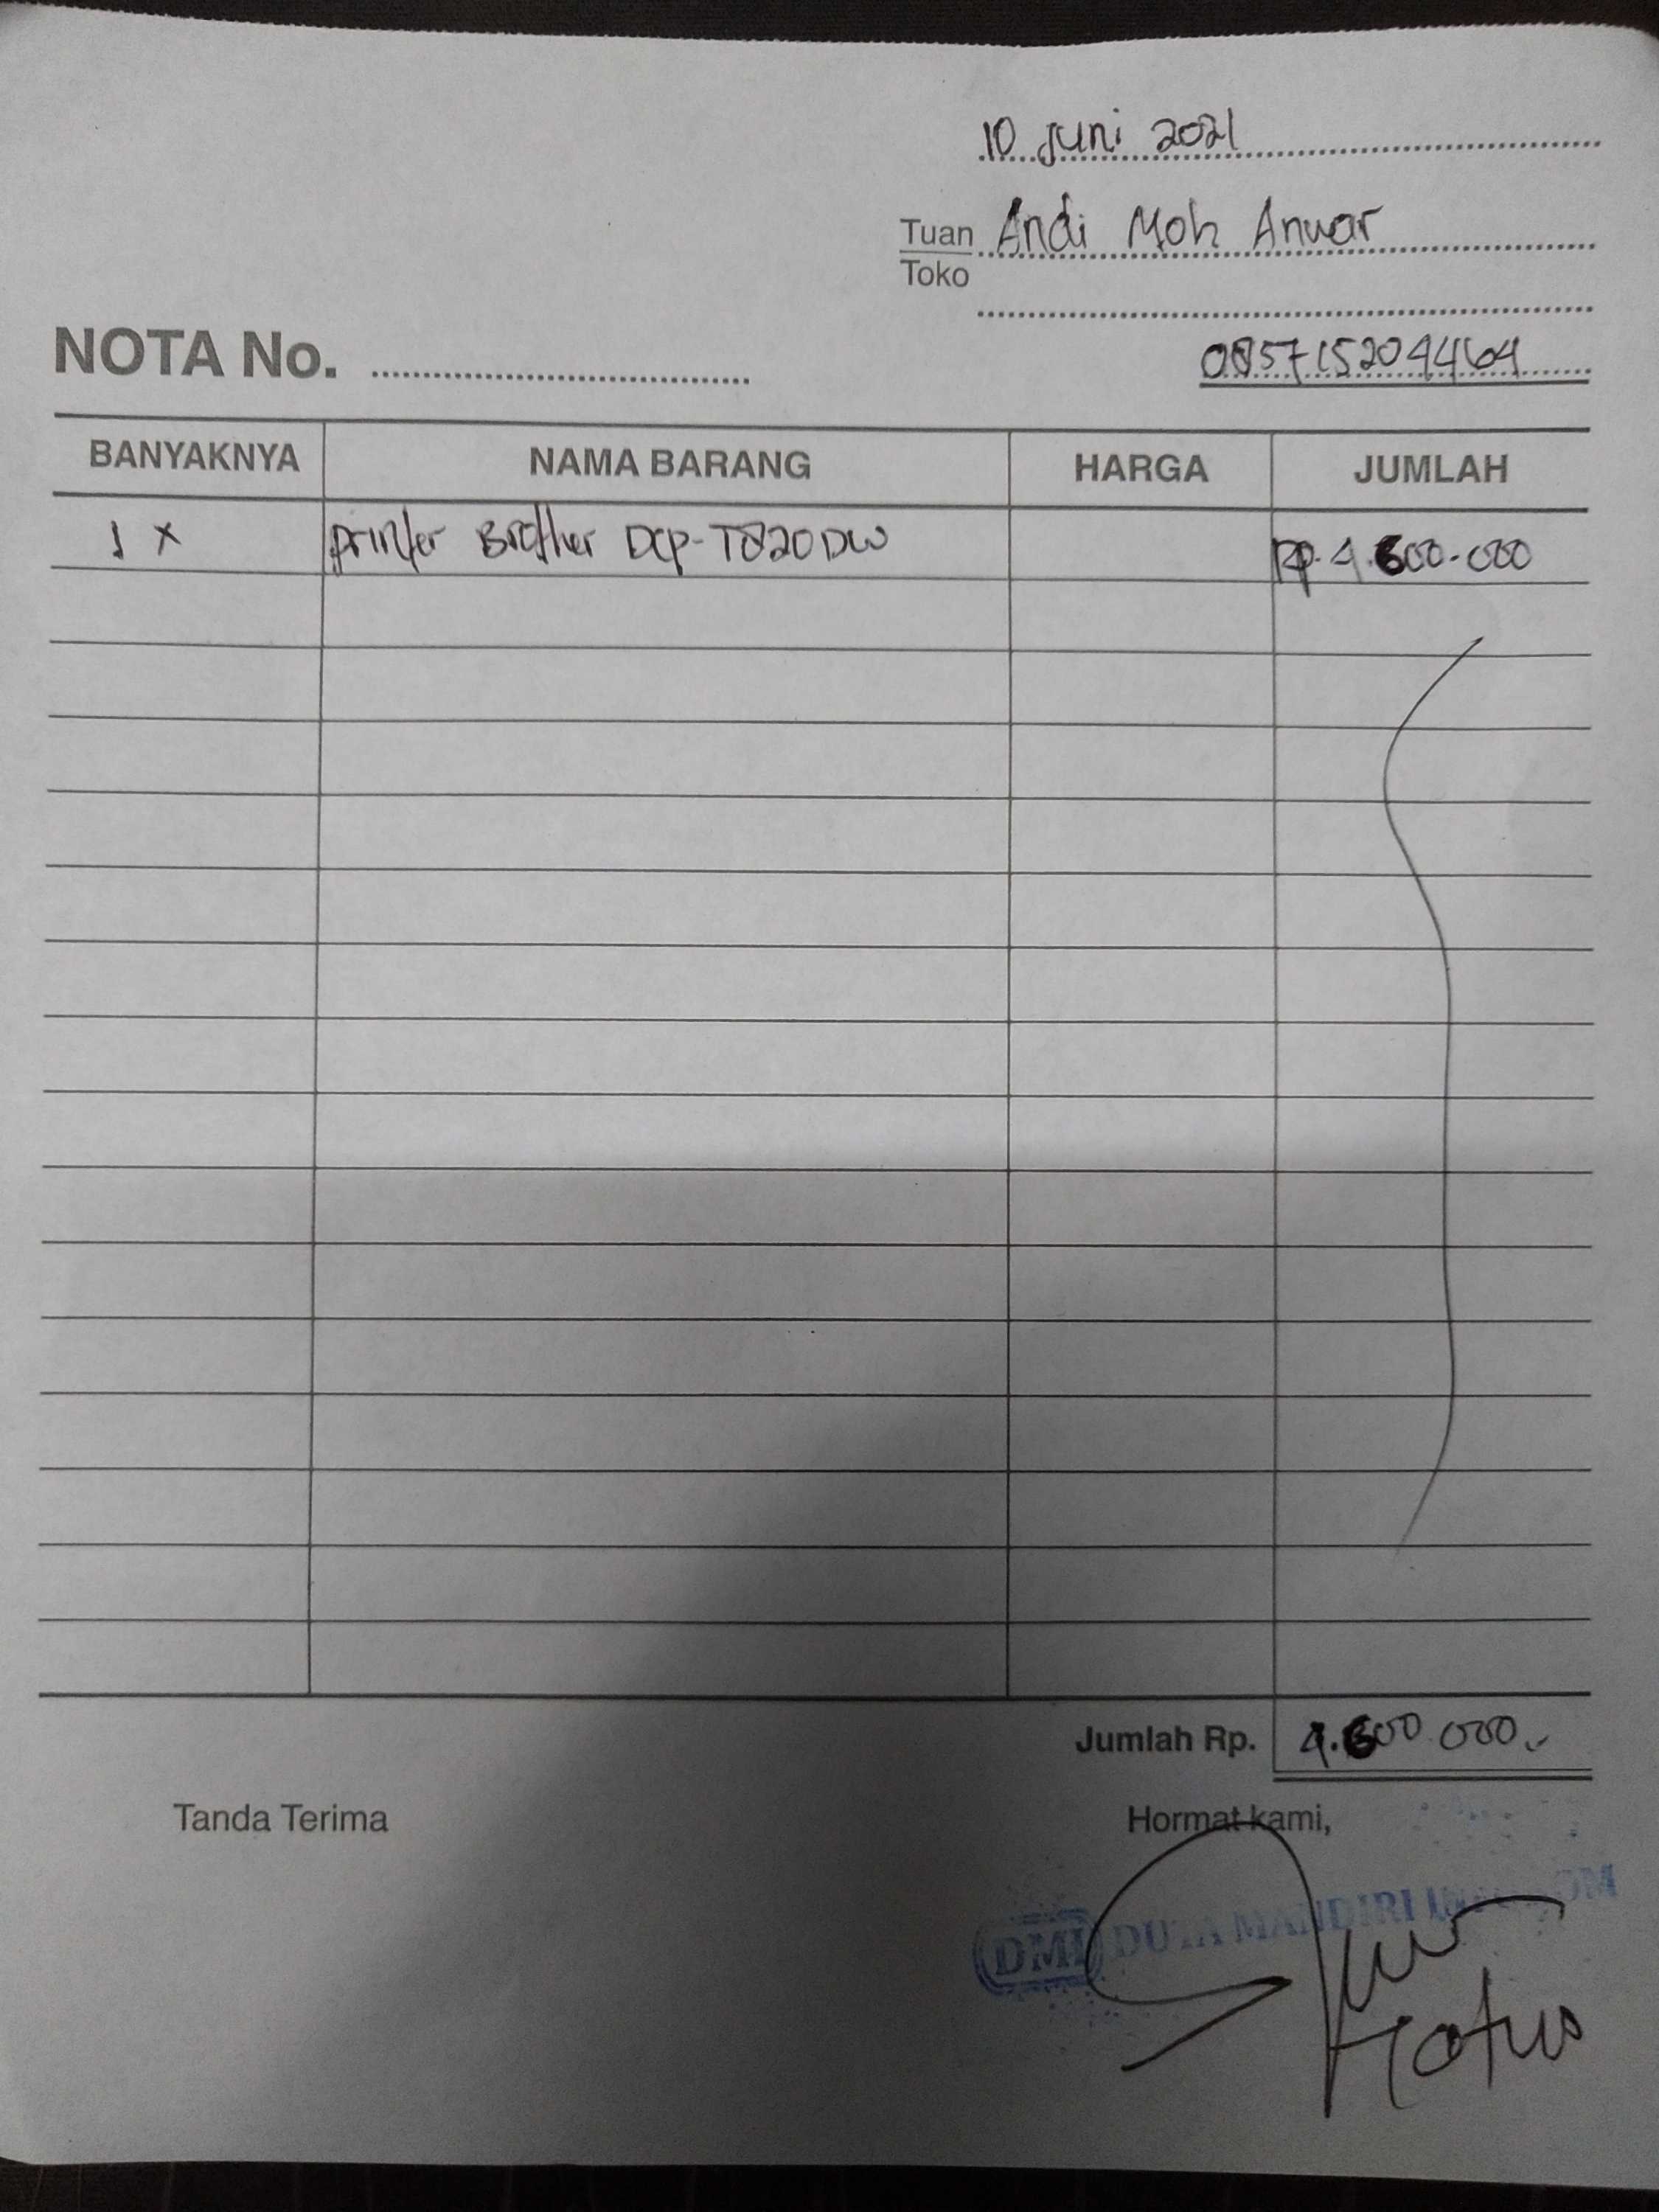 10 Juni 2021
Tuan Andi Moh Anwar
Toko
NOTA No.
085715204464
BANYAKNYA NAMA BARANG HARGA JUMLAH
1 x Printer Brother DCP-T820DW Rp. 4.600.000
Jumlah Rp. 4.600.000,-
Tanda Terima Hormat kami,
DMI DUTA MANDIRI